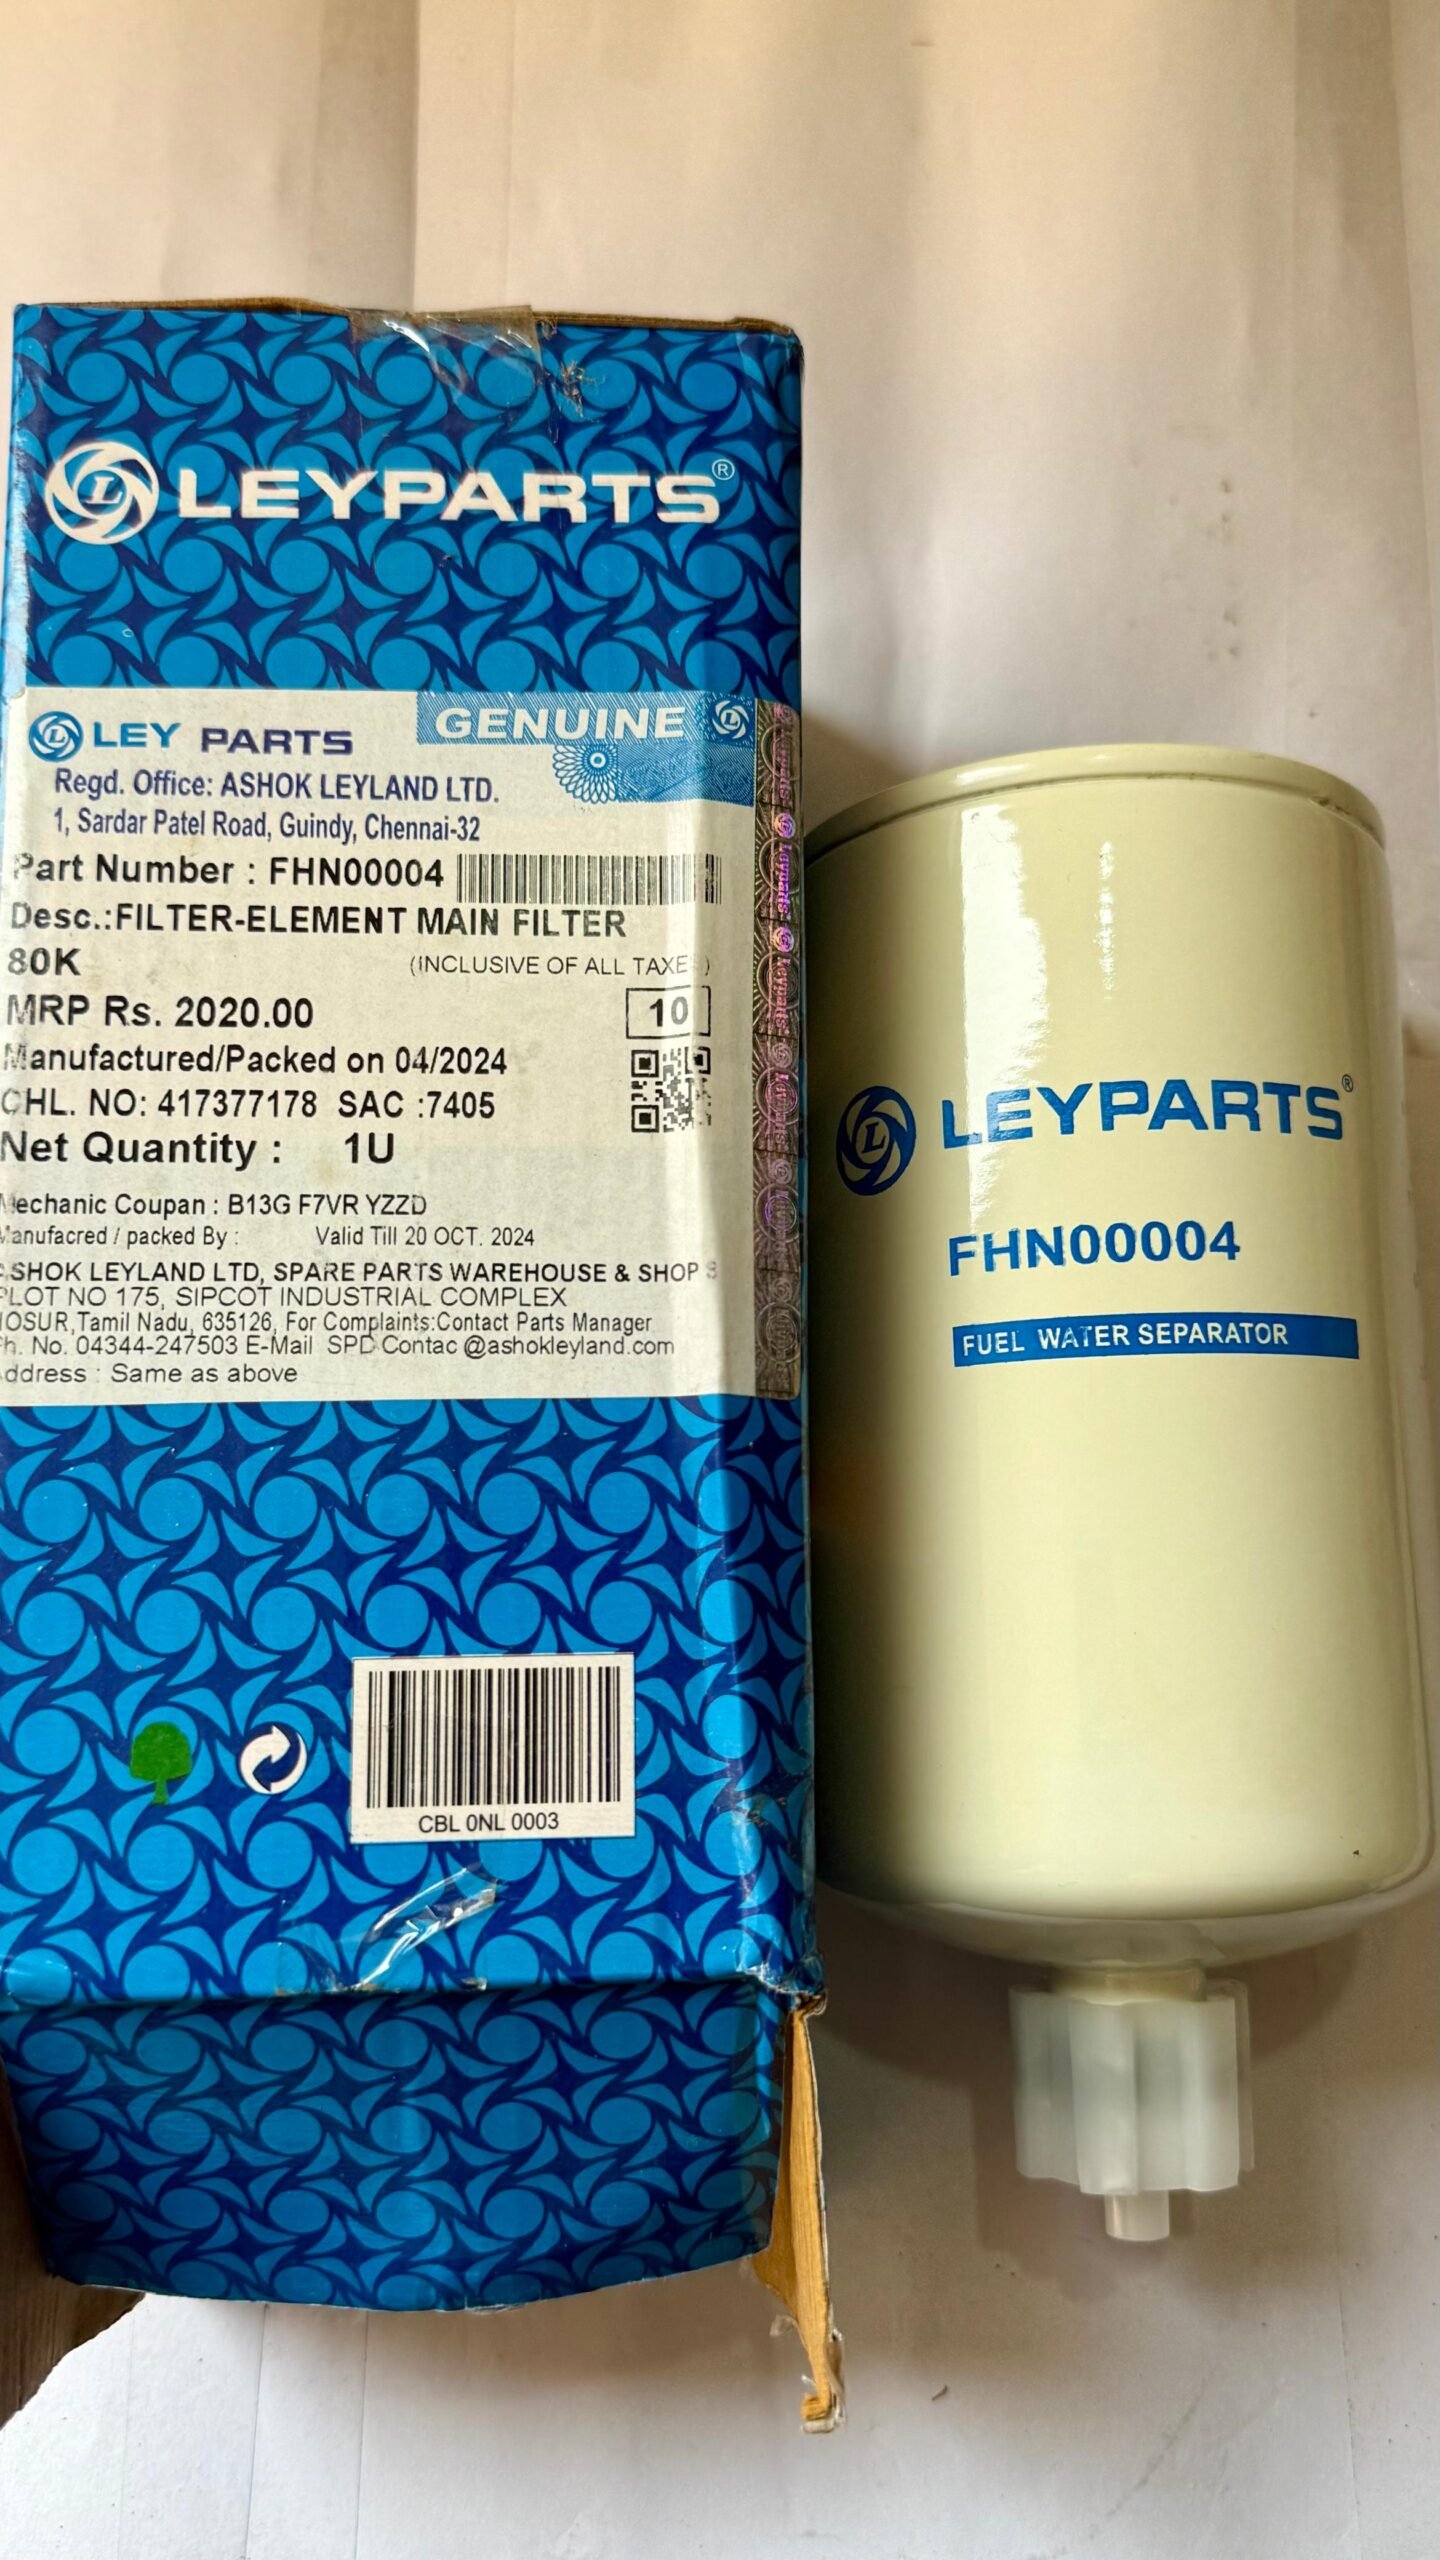 LEYPARTS®
LEY PARTS
GENUINE
Regd. Office: ASHOK LEYLAND LTD.
1, Sardar Patel Road, Guindy, Chennai-32
Part Number : FHN00004
Desc.:FILTER-ELEMENT MAIN FILTER
80K
(INCLUSIVE OF ALL TAXE )
MRP Rs. 2020.00
10
Manufactured/Packed on 04/2024
CHL. NO: 417377178 SAC :7405
Net Quantity : 1U
Mechanic Coupan : B13G F7VR YZZD
Manufacred / packed By : Valid Till 20 OCT. 2024
ASHOK LEYLAND LTD, SPARE PARTS WAREHOUSE & SHOP S
PLOT NO 175, SIPCOT INDUSTRIAL COMPLEX
HOSUR,Tamil Nadu, 635126, For Complaints:Contact Parts Manager
Ph. No. 04344-247503 E-Mail SPD Contac @ashokleyland.com
Address : Same as above
CBL 0NL 0003
LEYPARTS®
FHN00004
FUEL WATER SEPARATOR